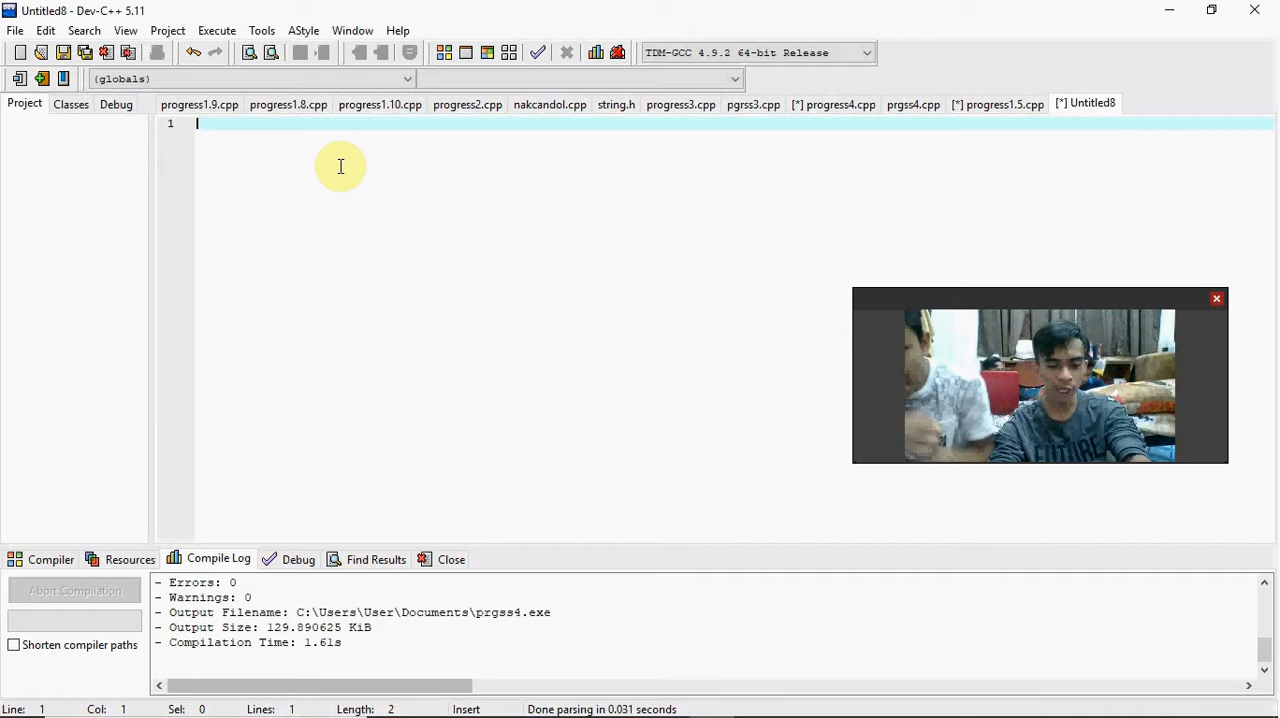 Untitled8 - Dev-C++ 5.11
File Edit Search View Project Execute Tools AStyle Window Help
TDM-GCC 4.9.2 64-bit Release
(globals)
Project Classes Debug progress1.9.cpp progress1.8.cpp progress1.10.cpp progress2.cpp nakcandol.cpp string.h progress3.cpp pgrss3.cpp [*] progress4.cpp prgss4.cpp [*] progress1.5.cpp [*] Untitled8
1
FUTURE
Compiler Resources Compile Log Debug Find Results Close
Abort Compilation
Shorten compiler paths
- Errors: 0
- Warnings: 0
- Output Filename: C:\Users\User\Documents\prgss4.exe
- Output Size: 129.890625 KiB
- Compilation Time: 1.61s
Line: 1 Col: 1 Sel: 0 Lines: 1 Length: 2 Insert Done parsing in 0.031 seconds